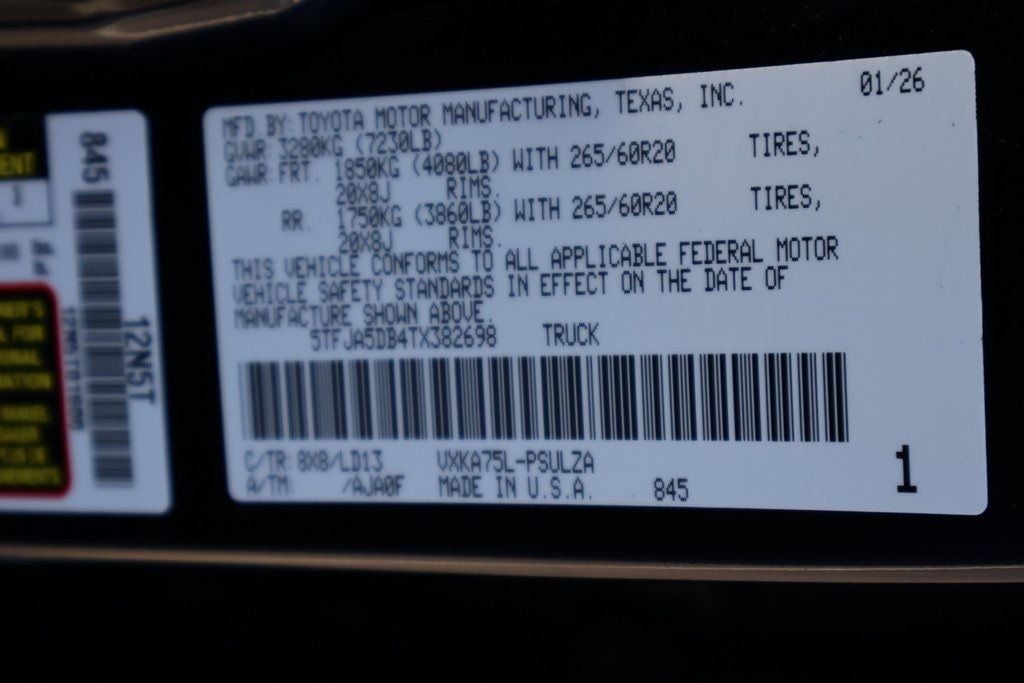 MFD BY: TOYOTA MOTOR MANUFACTURING, TEXAS, INC. 01/26
GVWR 3280KG (7230LB)
GAWR: FRT. 1850KG (4080LB) WITH 265/60R20 TIRES,
20X8J RIMS.
RR. 1750KG (3860LB) WITH 265/60R20 TIRES,
20X8J RIMS.
THIS VEHICLE CONFORMS TO ALL APPLICABLE FEDERAL MOTOR
VEHICLE SAFETY STANDARDS IN EFFECT ON THE DATE OF
MANUFACTURE SHOWN ABOVE.
5TFJA5DB4TX382698 TRUCK
C/TR: 8X8/LD13 VXKA75L-PSULZA
A/TM: /AJA0F MADE IN U.S.A. 845
1
845
12N5T